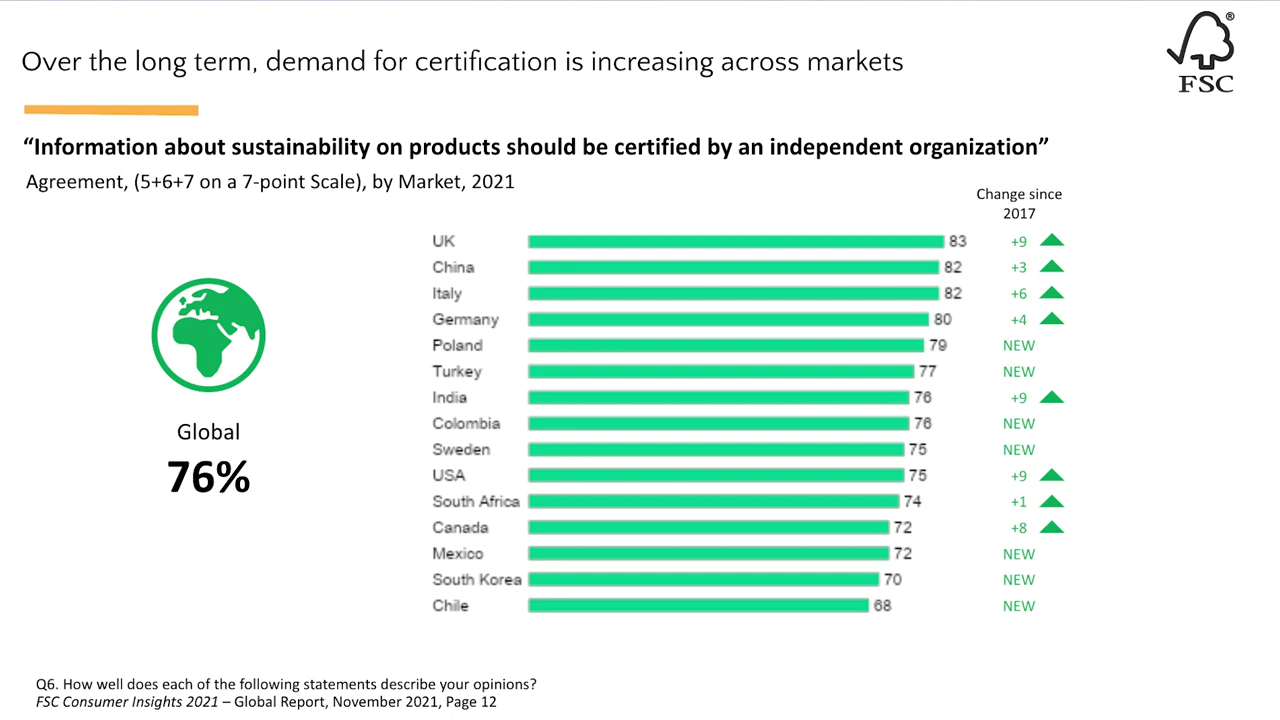 ®
FSC
Over the long term, demand for certification is increasing across markets
“Information about sustainability on products should be certified by an independent organization”
Agreement, (5+6+7 on a 7-point Scale), by Market, 2021
Change since
2017
UK 83 +9
China 82 +3
Italy 82 +6
Germany 80 +4
Poland 79 NEW
Turkey 77 NEW
India 76 +9
Colombia 76 NEW
Sweden 75 NEW
USA 75 +9
South Africa 74 +1
Canada 72 +8
Mexico 72 NEW
South Korea 70 NEW
Chile 68 NEW
Global
76%
Q6. How well does each of the following statements describe your opinions?
FSC Consumer Insights 2021 – Global Report, November 2021, Page 12